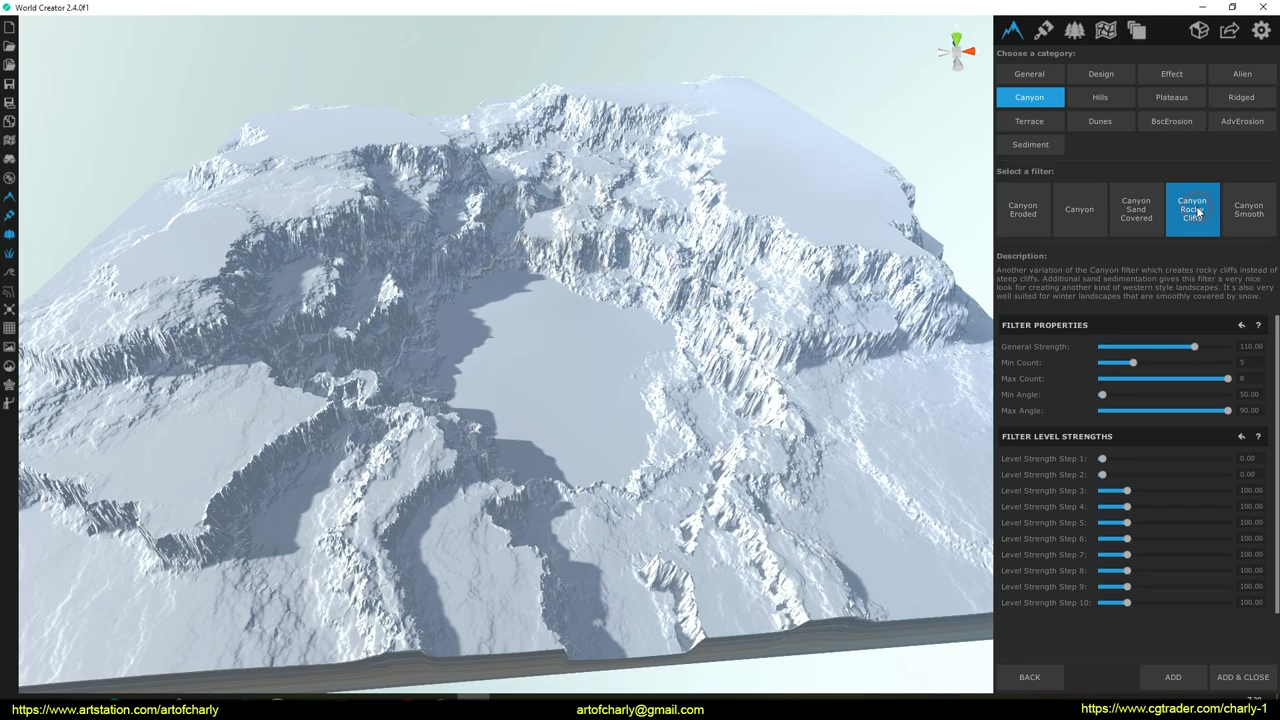 World Creator 2.4.0f1
Choose a category:
General
Design
Effect
Alien
Canyon
Hills
Plateaus
Ridged
Terrace
Dunes
BscErosion
AdvErosion
Sediment
Select a filter:
Canyon
Eroded
Canyon
Canyon
Sand
Covered
Canyon
Rocky
Cliffs
Canyon
Smooth
Description:
Another variation of the Canyon filter which creates rocky cliffs instead of
steep cliffs. Additional sand sedimentation gives this filter a very nice
look for creating another kind of western style landscapes. It s also very
well suited for winter landscapes that are smoothly covered by snow.
FILTER PROPERTIES ?
General Strength: 110.00
Min Count: 5
Max Count: 8
Min Angle: 50.00
Max Angle: 90.00
FILTER LEVEL STRENGTHS ?
Level Strength Step 1: 0.00
Level Strength Step 2: 0.00
Level Strength Step 3: 100.00
Level Strength Step 4: 100.00
Level Strength Step 5: 100.00
Level Strength Step 6: 100.00
Level Strength Step 7: 100.00
Level Strength Step 8: 100.00
Level Strength Step 9: 100.00
Level Strength Step 10: 100.00
BACK
ADD
ADD & CLOSE
https://www.artstation.com/artofcharly
artofcharly@gmail.com
https://www.cgtrader.com/charly-1